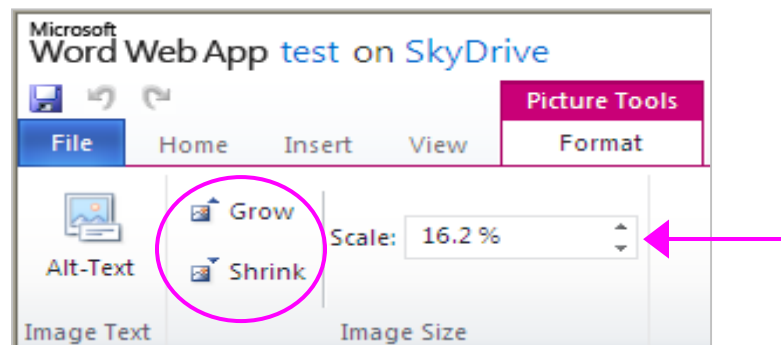 Microsoft
Word Web App test on SkyDrive
Picture Tools
File Home Insert View Format
Grow
Scale: 16.2 %
Alt-Text Shrink
Image Text Image Size